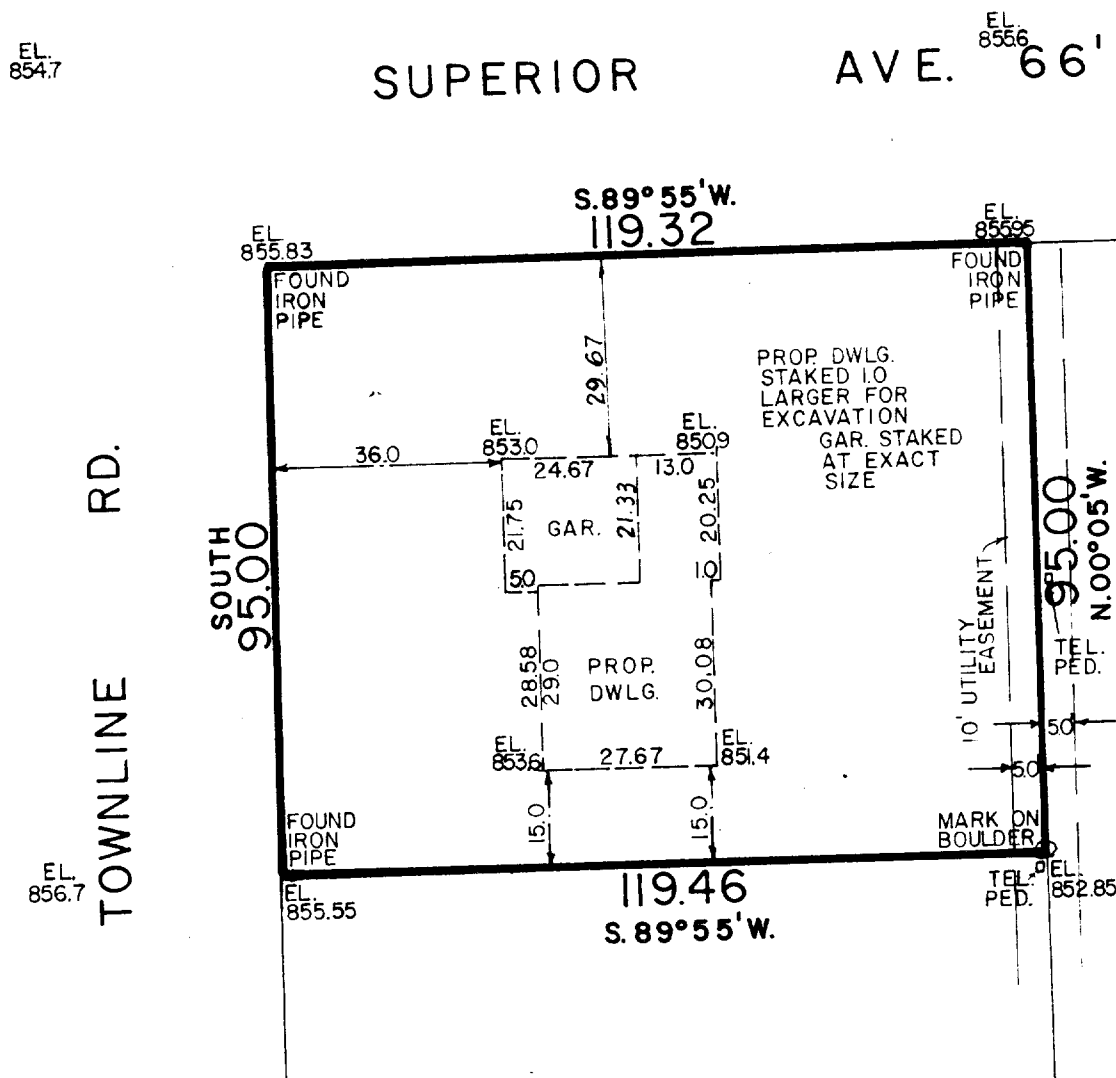 EL.
854.7
SUPERIOR AVE. 66'
EL.
855.6
S.89°55'W.
119.32
EL.
855.83
EL.
855.95
FOUND
IRON
PIPE
FOUND
IRON
PIPE
29.67
PROP. DWLG.
STAKED 1.0
LARGER FOR
EXCAVATION
GAR. STAKED
AT EXACT
SIZE
36.0
EL.
853.0
24.67
13.0
EL.
850.9
21.75
GAR.
21.33
20.25
5.0
1.0
TOWNLINE RD.
SOUTH
95.00
28.58
29.0
PROP.
DWLG.
30.08
10' UTILITY
EASEMENT
95.00
N.00°05'W.
TEL.
PED.
5.0
5.0
EL.
853.6
27.67
EL.
851.4
15.0
15.0
FOUND
IRON
PIPE
MARK ON
BOULDER
EL.
856.7
EL.
855.55
119.46
S.89°55'W.
TEL.
PED.
EL.
852.85